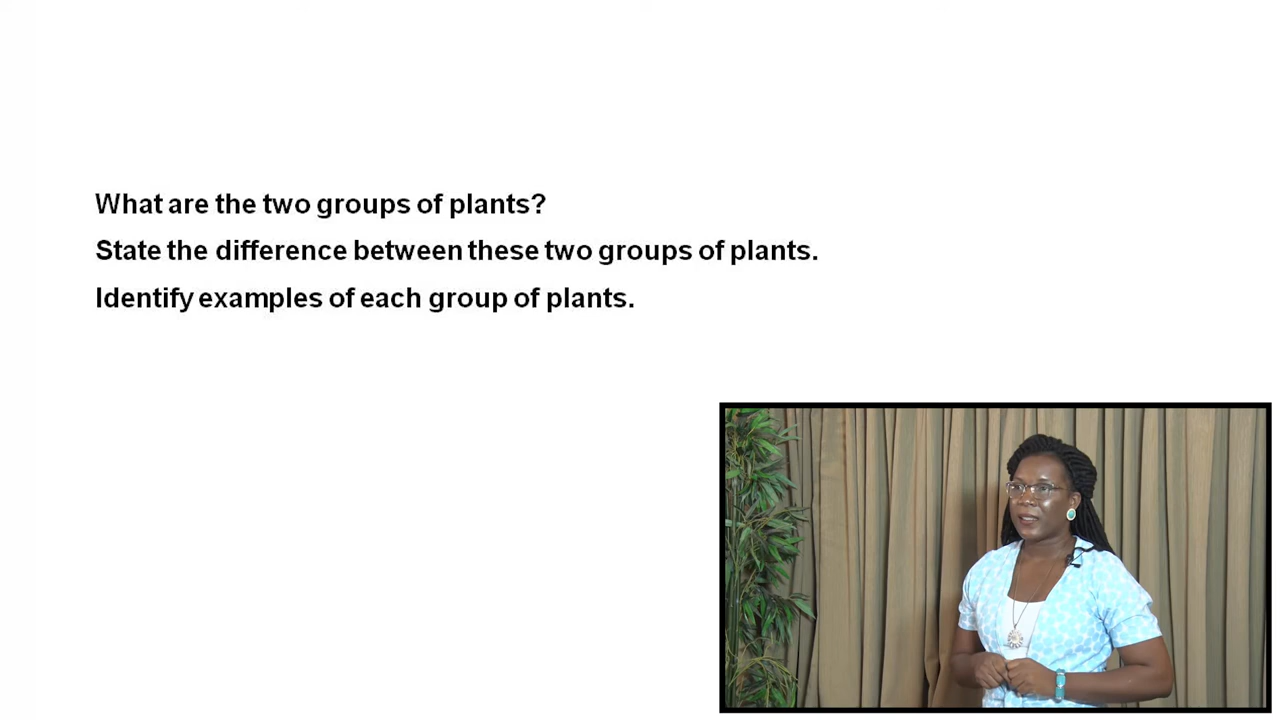 What are the two groups of plants?
State the difference between these two groups of plants.
Identify examples of each group of plants.